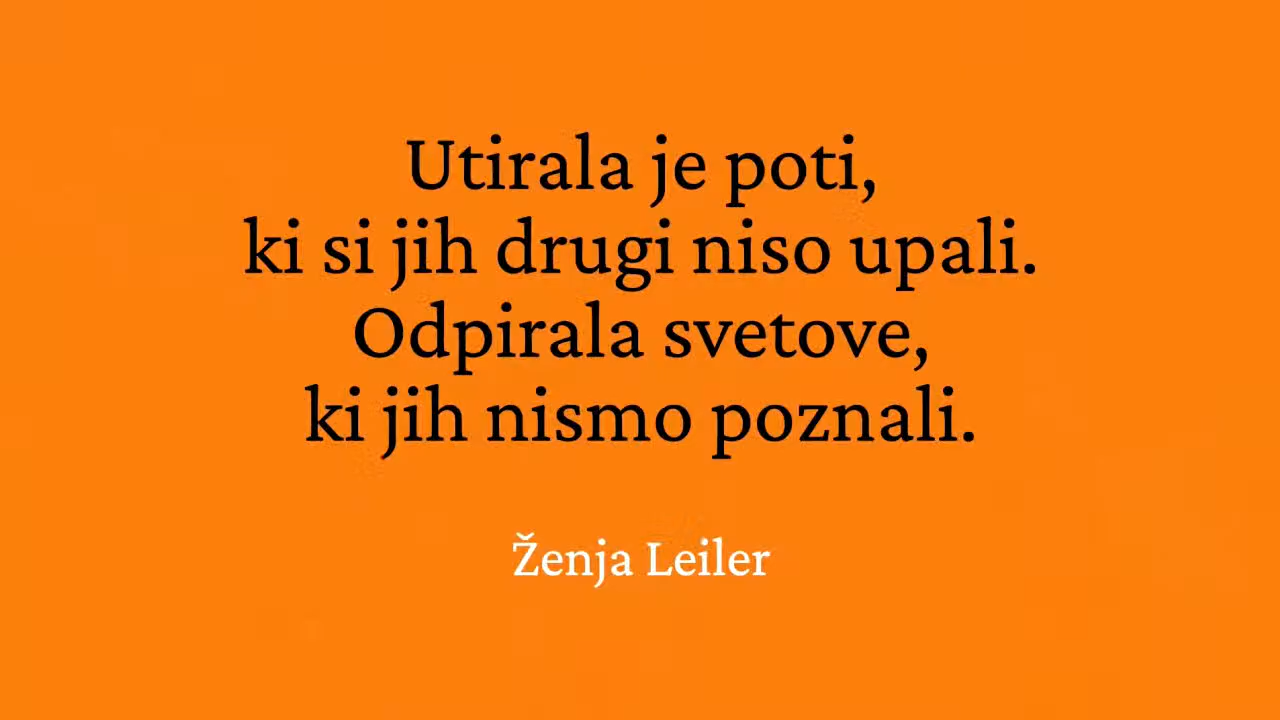 Utirala je poti,
ki si jih drugi niso upali.
Odpirala svetove,
ki jih nismo poznali.
Ženja Leiler